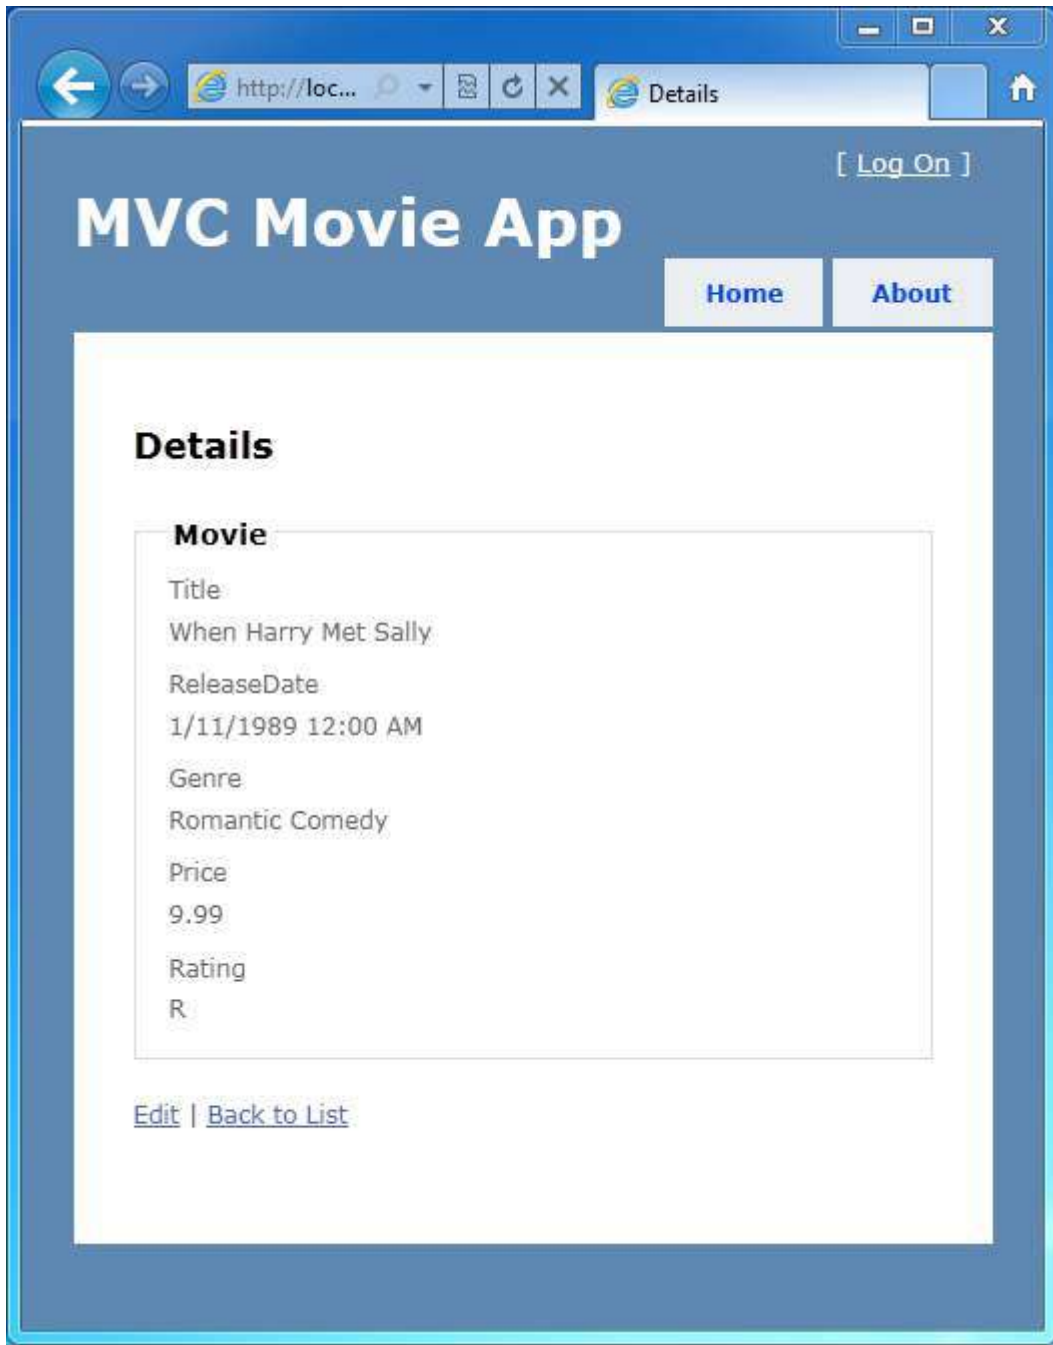 http://loc...
Details
[ Log On ]
MVC Movie App
Home
About
Details
Movie
Title
When Harry Met Sally
ReleaseDate
1/11/1989 12:00 AM
Genre
Romantic Comedy
Price
9.99
Rating
R
Edit | Back to List